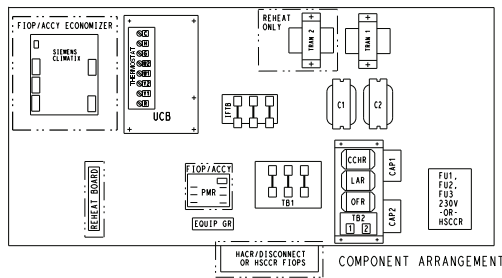 FIOP/ACCY ECONOMIZER
SIEMENS
CLIMATIX
THERMOSTAT
UCB
REHEAT
ONLY
TRAN 2
TRAN 1
IFTB
C1
C2
REHEAT BOARD
FIOP/ACCY
PMR
EQUIP GR
TB1
CCHR
LAR
OFR
TB2
1 2
CAP1
CAP2
FU1,
FU2,
FU3
230V
-OR-
HSCCR
HACR/DISCONNECT
OR HSCCR FIOPS
COMPONENT ARRANGEMENT